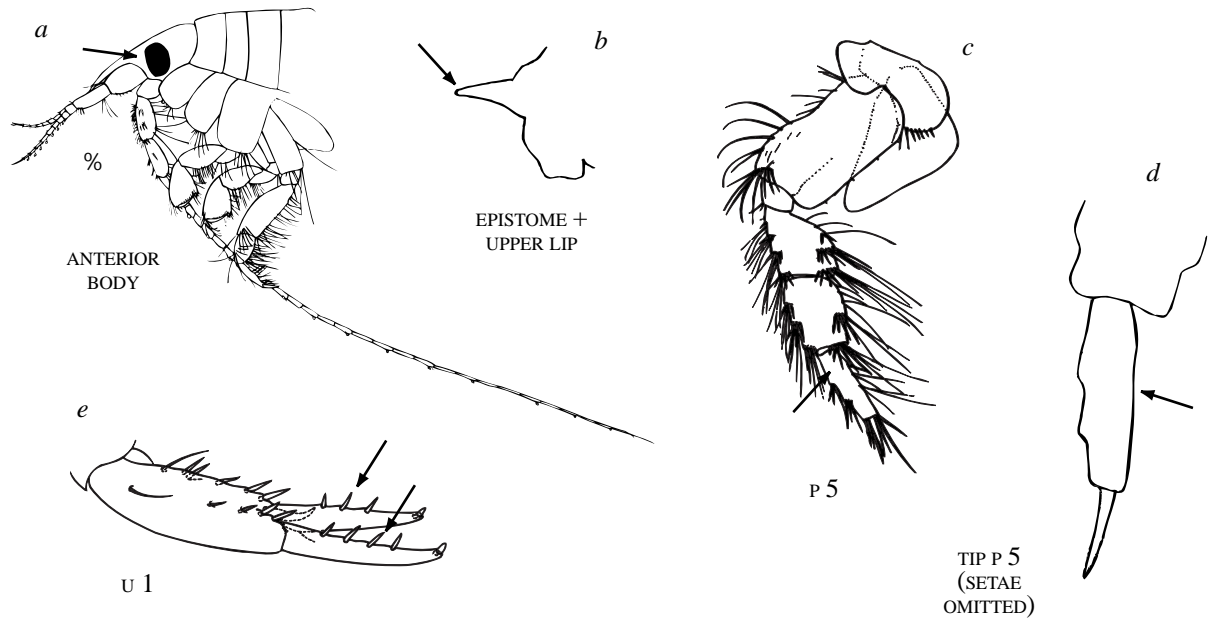 a
b
c
d
e
%
ANTERIOR
BODY
EPISTOME +
UPPER LIP
P 5
U 1
TIP P 5
(SETAE
OMITTED)